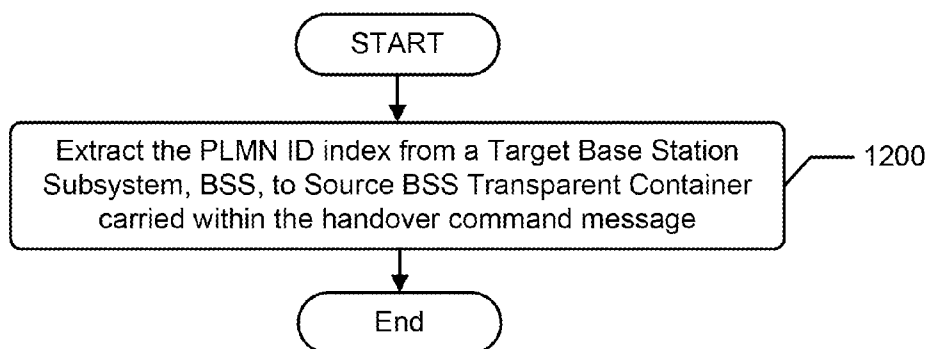 START
Extract the PLMN ID index from a Target Base Station
Subsystem, BSS, to Source BSS Transparent Container
carried within the handover command message
1200
End